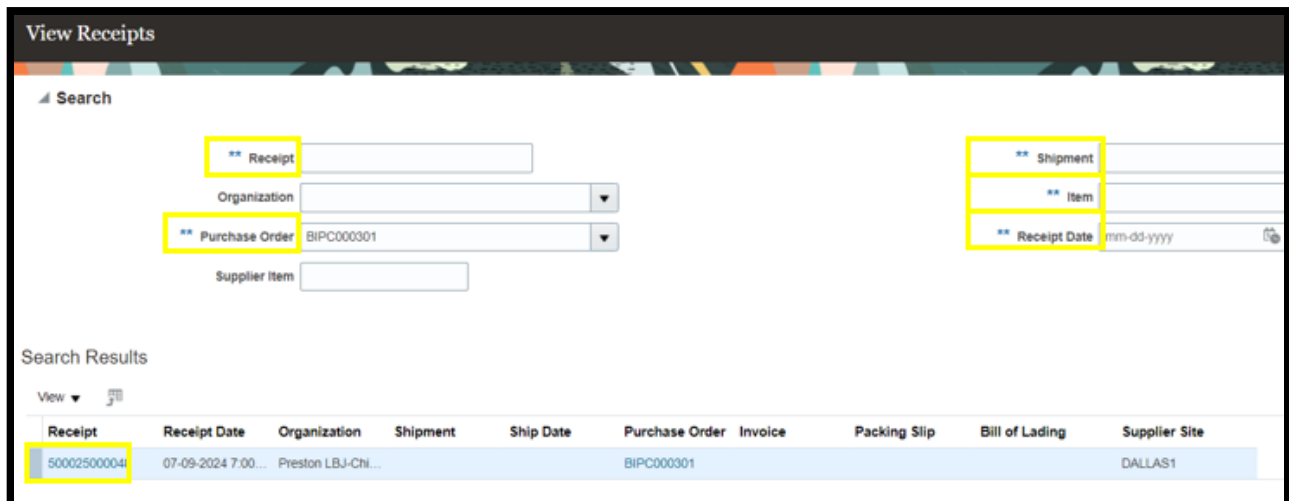 View Receipts
Search
** Receipt
** Shipment
Organization
** Item
** Purchase Order BIPC000301
** Receipt Date mm-dd-yyyy
Supplier Item
Search Results
View
Receipt Receipt Date Organization Shipment Ship Date Purchase Order Invoice Packing Slip Bill of Lading Supplier Site
07-09-2024 7:00... Preston LBJ-Chi... BIPC000301 DALLAS1